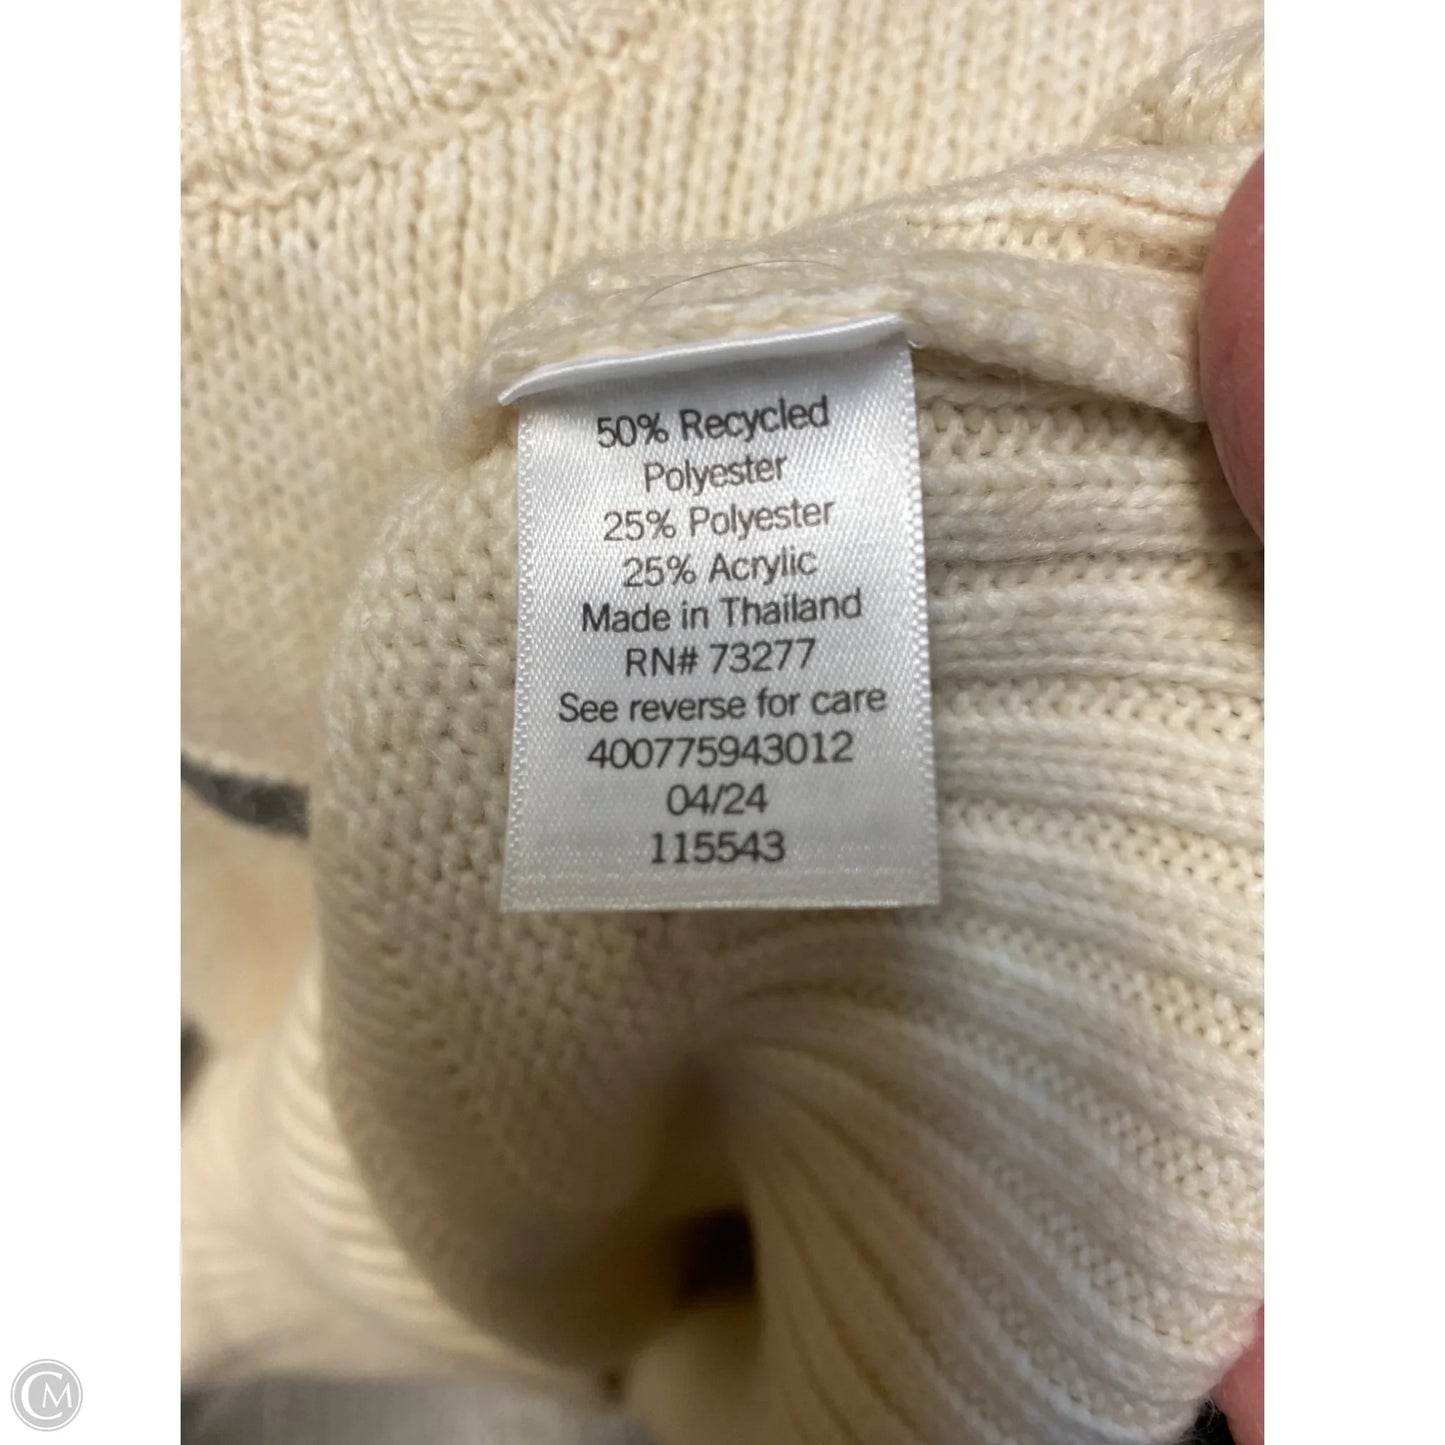 50% Recycled
Polyester
25% Polyester
25% Acrylic
Made in Thailand
RN# 73277
See reverse for care
400775943012
04/24
115543
CM